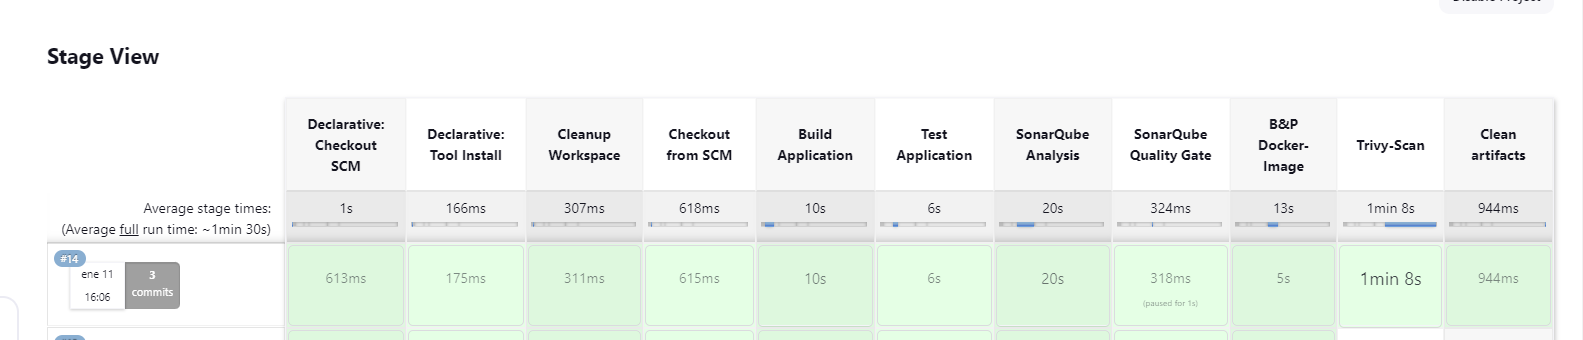 Stage View
Declarative:
Checkout
SCM
Declarative:
Tool Install
Cleanup
Workspace
Checkout
from SCM
Build
Application
Test
Application
SonarQube
Analysis
SonarQube
Quality Gate
B&P
Docker-
Image
Trivy-Scan
Clean
artifacts
Average stage times:
(Average full run time: ~1min 30s)
1s
166ms
307ms
618ms
10s
6s
20s
324ms
13s
1min 8s
944ms
#14
ene 11
16:06
3
commits
613ms
175ms
311ms
615ms
10s
6s
20s
318ms
(paused for 1s)
5s
1min 8s
944ms